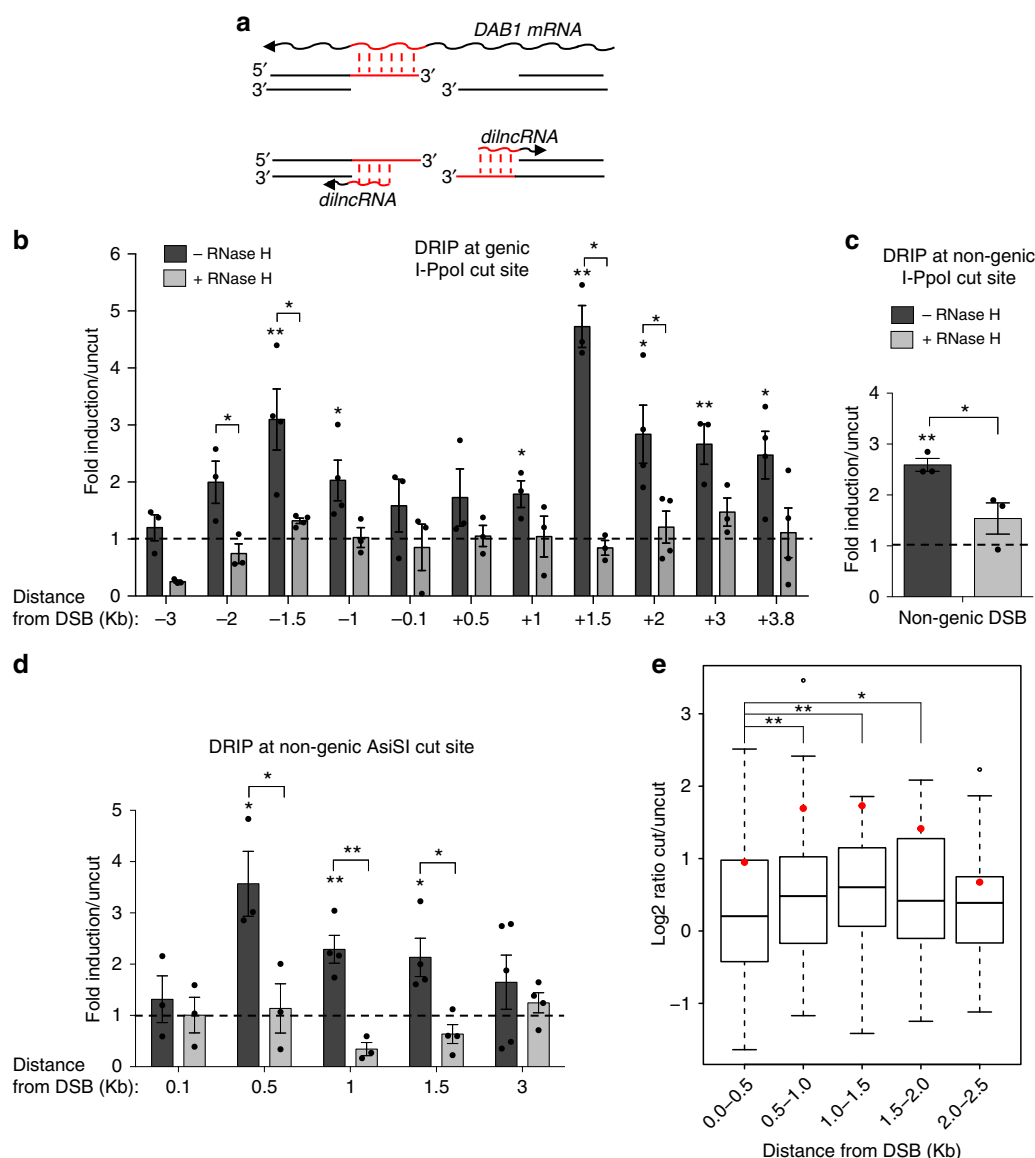 a
DAB1 mRNA
5′ 3′
3′
dilncRNA
5′ 3′
3′
dilncRNA
b
– RNase H
+ RNase H
DRIP at genic
I-PpoI cut site
Fold induction/uncut
6
5
4
3
2
1
0
* ** * * * ** * * * ** *
Distance
from DSB (Kb):
–3 –2 –1.5 –1 –0.1 +0.5 +1 +1.5 +2 +3 +3.8
c
DRIP at non-genic
I-PpoI cut site
– RNase H
+ RNase H
Fold induction/uncut
4
3
2
1
0
** *
Non-genic DSB
d
DRIP at non-genic AsiSI cut site
Fold induction/uncut
5
4
3
2
1
0
* * ** ** * *
Distance
from DSB (Kb):
0.1 0.5 1 1.5 3
e
Log2 ratio cut/uncut
3
2
1
0
–1
*
**
**
0.0–0.5 0.5–1.0 1.0–1.5 1.5–2.0 2.0–2.5
Distance from DSB (Kb)